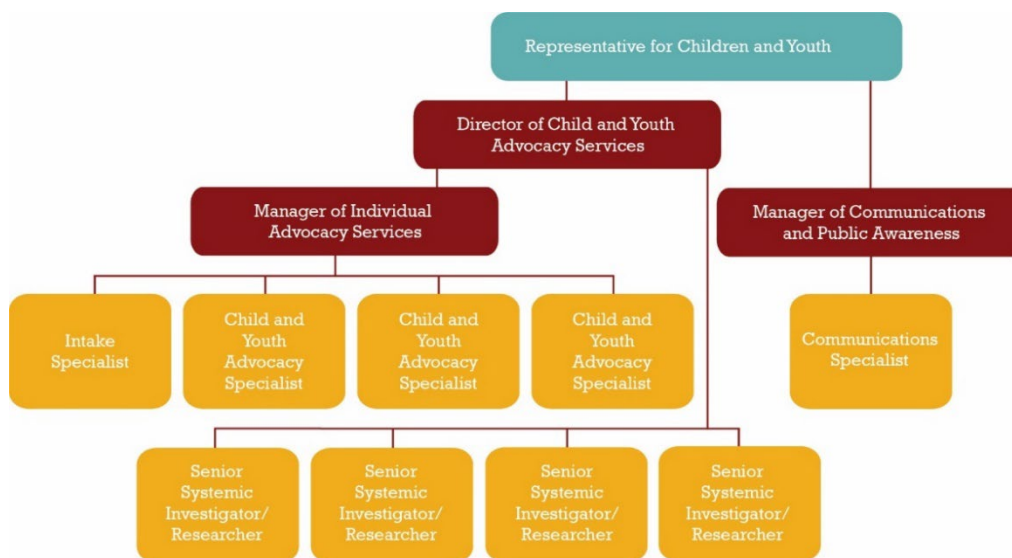 Representative for Children and Youth
Director of Child and Youth
Advocacy Services
Manager of Individual
Advocacy Services
Manager of Communications
and Public Awareness
Intake
Specialist
Child and
Youth
Advocacy
Specialist
Child and
Youth
Advocacy
Specialist
Child and
Youth
Advocacy
Specialist
Communications
Specialist
Senior
Systemic
Investigator/
Researcher
Senior
Systemic
Investigator/
Researcher
Senior
Systemic
Investigator/
Researcher
Senior
Systemic
Investigator/
Researcher